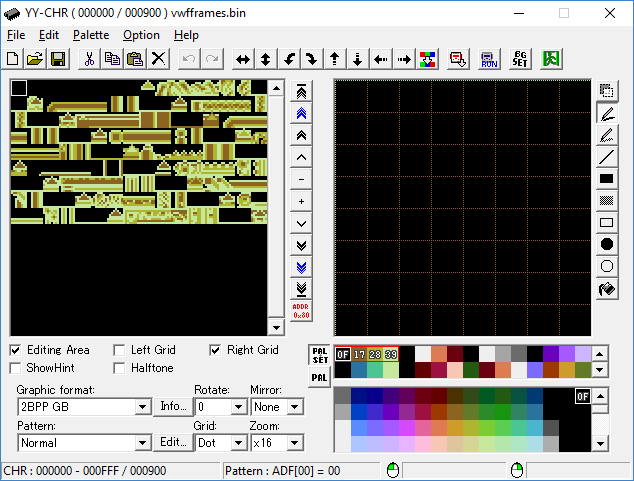 YY-CHR ( 000000 / 000900 ) vwfframes.bin
File Edit Palette Option Help
RUN
BG SET
ADDR
0x80
Editing Area Left Grid Right Grid
ShowHint Halftone
PAL SET
0F 17 28 39
PAL
0F
Graphic format: Rotate: Mirror:
2BPP GB Info... 0 None
Pattern: Grid: Zoom:
Normal Edit... Dot x16
CHR : 000000 - 000FFF / 000900 Pattern : ADF[00] = 00